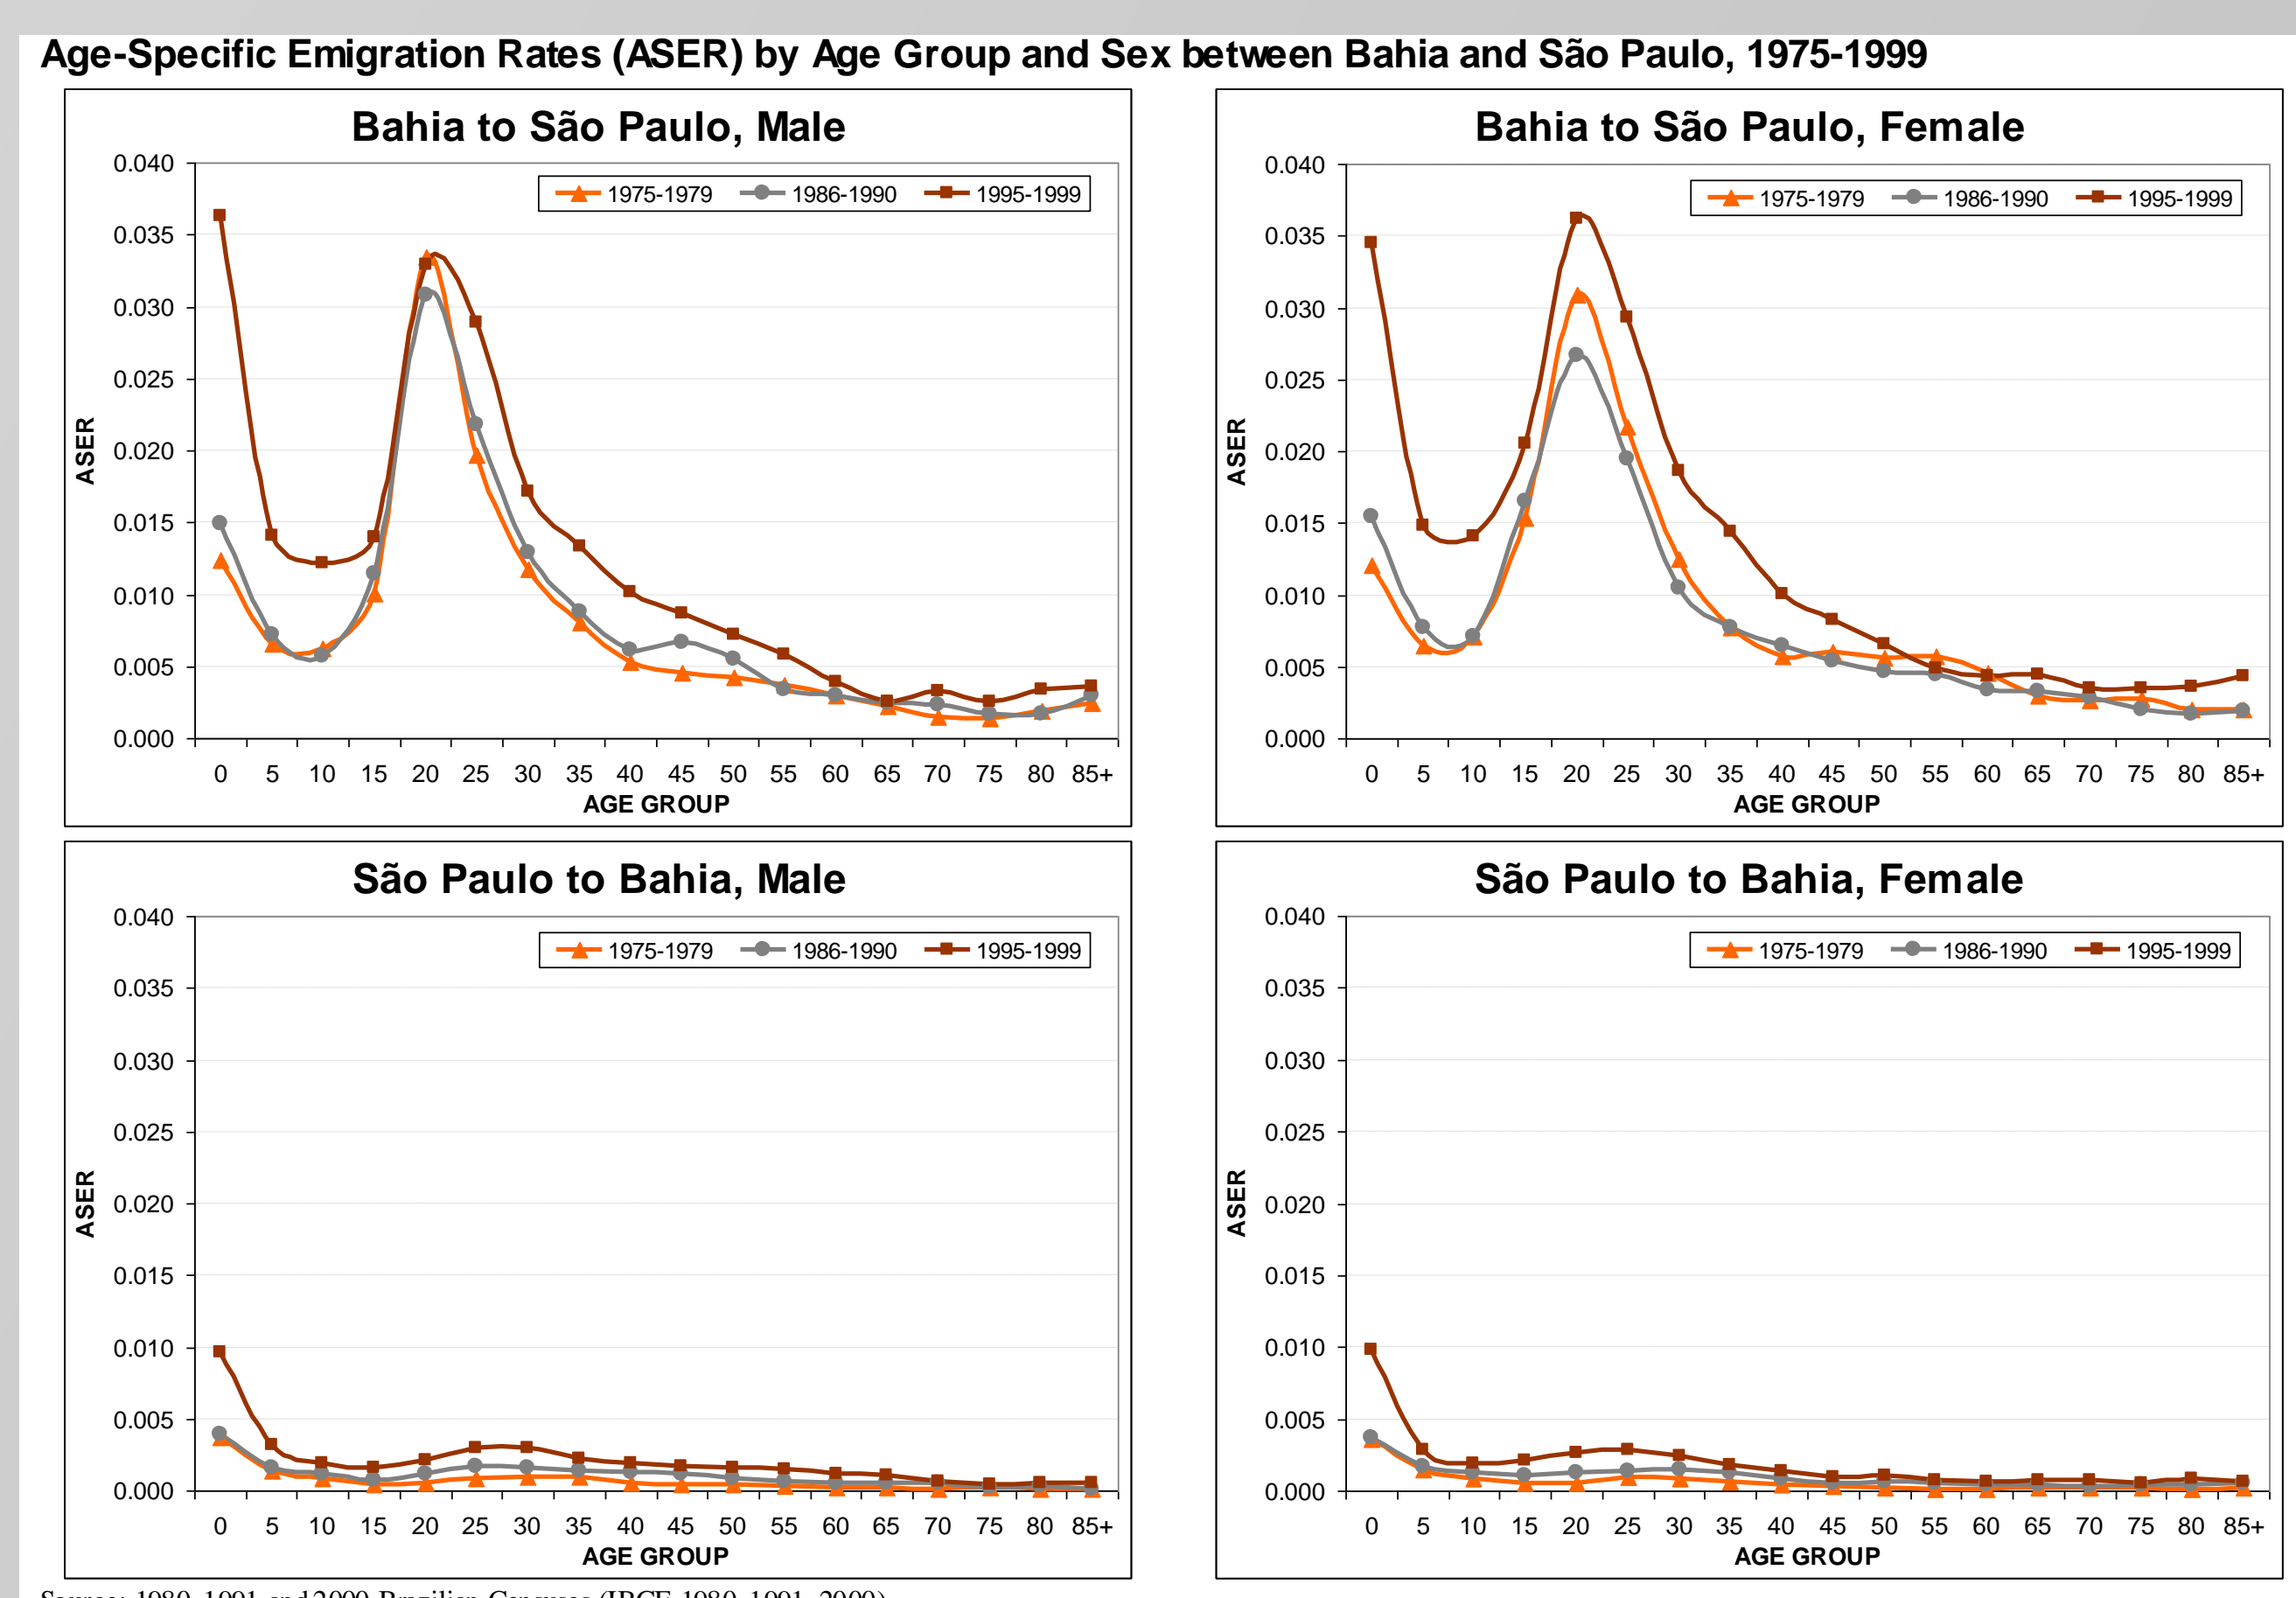 Age-Specific Emigration Rates (ASER) by Age Group and Sex between Bahia and São Paulo, 1975-1999
Bahia to São Paulo, Male
1975-1979 1986-1990 1995-1999
0.040
0.035
0.030
0.025
0.020
0.015
0.010
0.005
0.000
ASER
0 5 10 15 20 25 30 35 40 45 50 55 60 65 70 75 80 85+
AGE GROUP
Bahia to São Paulo, Female
1975-1979 1986-1990 1995-1999
0.040
0.035
0.030
0.025
0.020
0.015
0.010
0.005
0.000
ASER
0 5 10 15 20 25 30 35 40 45 50 55 60 65 70 75 80 85+
AGE GROUP
São Paulo to Bahia, Male
1975-1979 1986-1990 1995-1999
0.040
0.035
0.030
0.025
0.020
0.015
0.010
0.005
0.000
ASER
0 5 10 15 20 25 30 35 40 45 50 55 60 65 70 75 80 85+
AGE GROUP
São Paulo to Bahia, Female
1975-1979 1986-1990 1995-1999
0.040
0.035
0.030
0.025
0.020
0.015
0.010
0.005
0.000
ASER
0 5 10 15 20 25 30 35 40 45 50 55 60 65 70 75 80 85+
AGE GROUP
Source: 1980, 1991 and 2000 Brazilian Censuses (IBGE 1980, 1991, 2000)